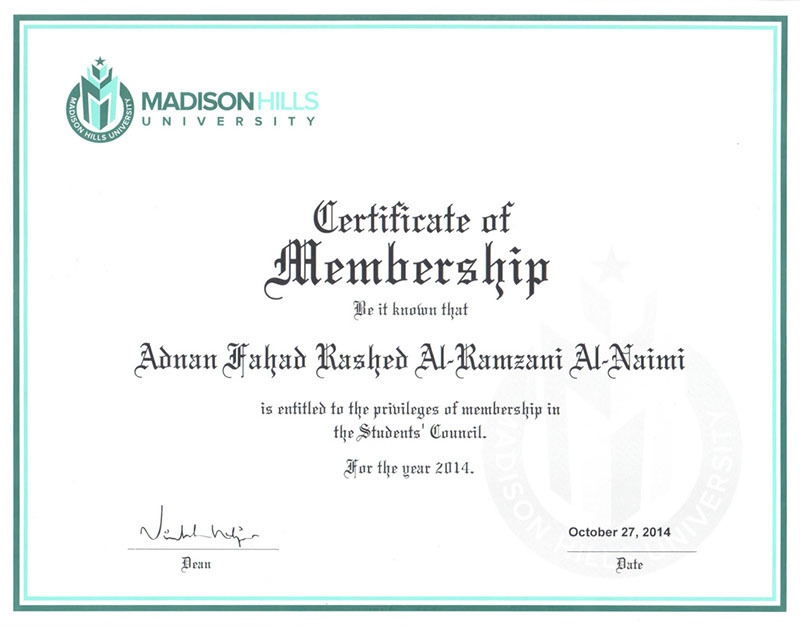 MADISON HILLS
UNIVERSITY
MADISON HILLS UNIVERSITY
Certificate of
Membership
Be it known that
Adnan Fahad Rashed Al-Ramzani Al-Naimi
is entitled to the privileges of membership in
the Students' Council.
For the year 2014.
MADISON HILLS UNIVERSITY
October 27, 2014
Dean
Date